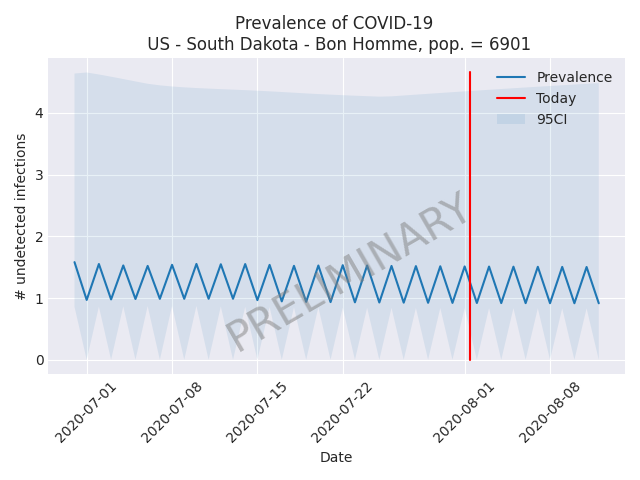 Prevalence of COVID-19
US - South Dakota - Bon Homme, pop. = 6901
Prevalence
Today
95CI
# undetected infections
4
3
2
1
0
PRELIMINARY
2020-07-01
2020-07-08
2020-07-15
2020-07-22
2020-08-01
2020-08-08
Date